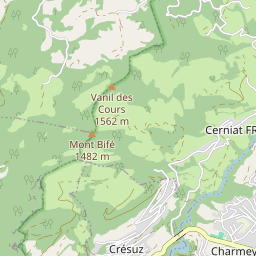 Vanil des
Cours
1562 m
Cerniat FR
Mont Bifé
1482 m
Crésuz
Charmey